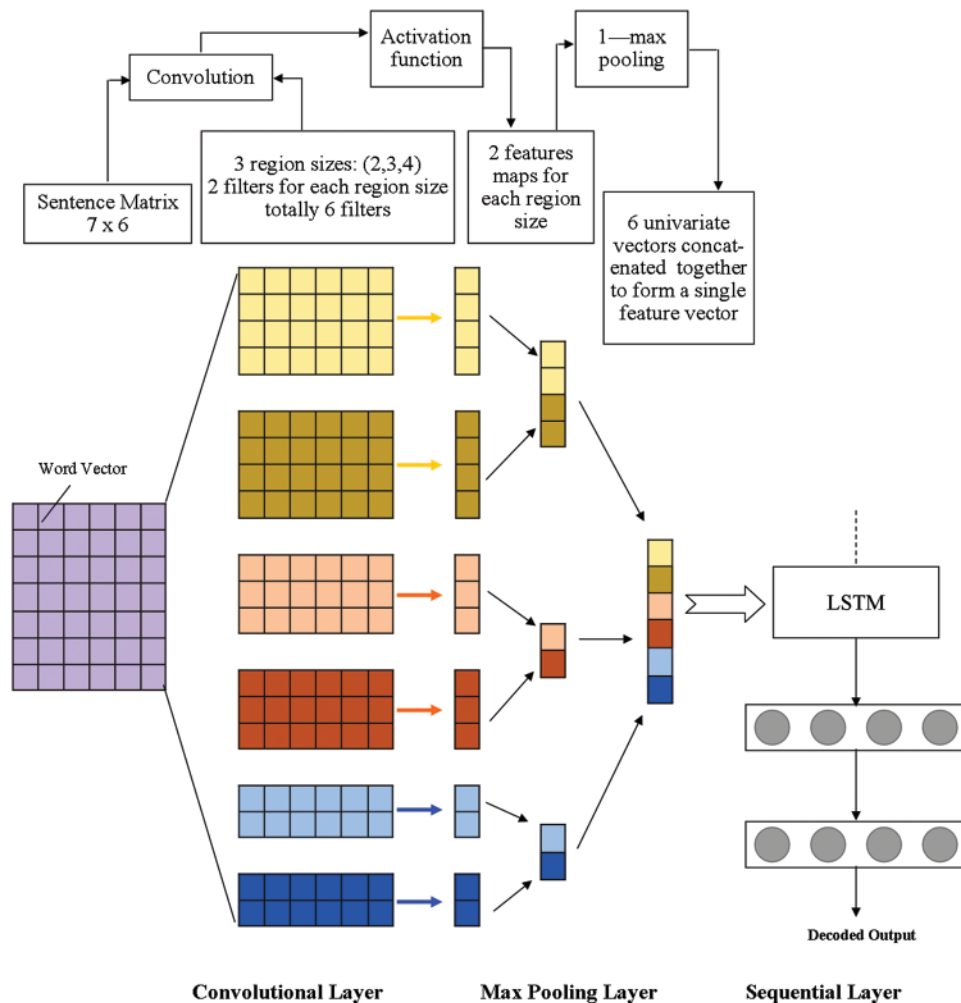 Convolution
Activation
function
1—max
pooling
Sentence Matrix
7 x 6
3 region sizes: (2,3,4)
2 filters for each region size
totally 6 filters
2 features
maps for
each region
size
6 univariate
vectors concat-
enated together
to form a single
feature vector
Word Vector
LSTM
Decoded Output
Convolutional Layer
Max Pooling Layer
Sequential Layer